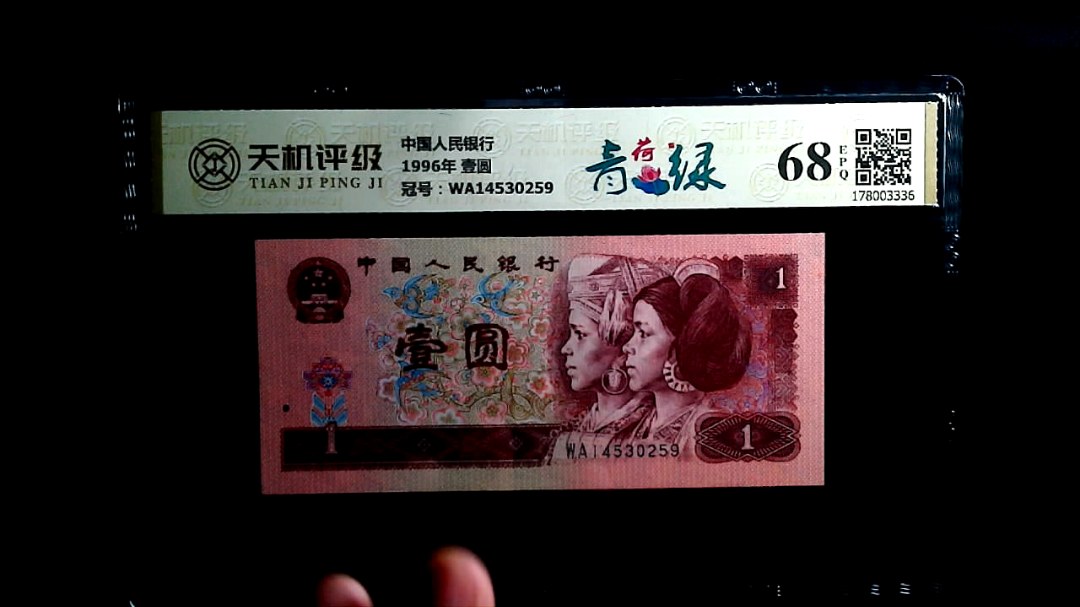 天机评级
TIAN JI PING JI
中国人民银行
1996年 壹圆
冠号：WA14530259
青荷绿
68
EPQ
178003336
中国人民银行
1
壹圆
1
WA14530259
1